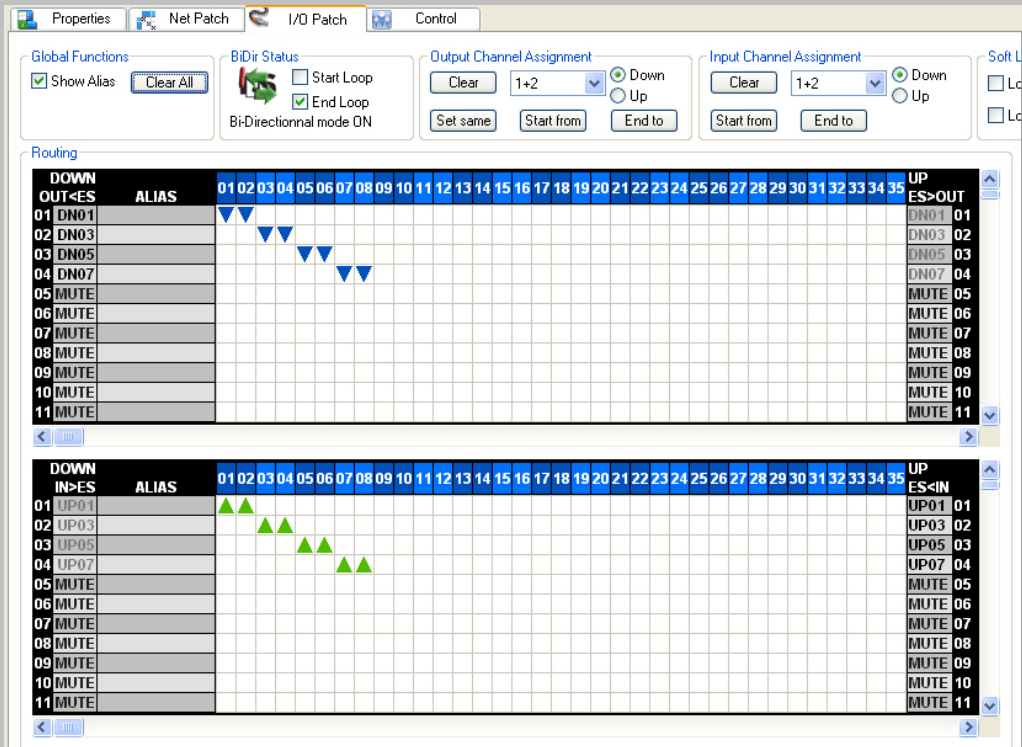 Properties Net Patch I/O Patch Control
Global Functions BiDir Status Output Channel Assignment Input Channel Assignment Soft L
Show Alias Clear All Start Loop Clear 1+2 Down Clear 1+2 Down Lo
End Loop Up Up
Bi-Directionnal mode ON Set same Start from End to Start from End to Lo
Routing
DOWN UP
OUT<ES ALIAS 01 02 03 04 05 06 07 08 09 10 11 12 13 14 15 16 17 18 19 20 21 22 23 24 25 26 27 28 29 30 31 32 33 34 35 ES>OUT
01 DN01 DN01 01
02 DN03 DN03 02
03 DN05 DN05 03
04 DN07 DN07 04
05 MUTE MUTE 05
06 MUTE MUTE 06
07 MUTE MUTE 07
08 MUTE MUTE 08
09 MUTE MUTE 09
10 MUTE MUTE 10
11 MUTE MUTE 11
DOWN UP
IN>ES ALIAS 01 02 03 04 05 06 07 08 09 10 11 12 13 14 15 16 17 18 19 20 21 22 23 24 25 26 27 28 29 30 31 32 33 34 35 ES<IN
01 UP01 UP01 01
02 UP03 UP03 02
03 UP05 UP05 03
04 UP07 UP07 04
05 MUTE MUTE 05
06 MUTE MUTE 06
07 MUTE MUTE 07
08 MUTE MUTE 08
09 MUTE MUTE 09
10 MUTE MUTE 10
11 MUTE MUTE 11